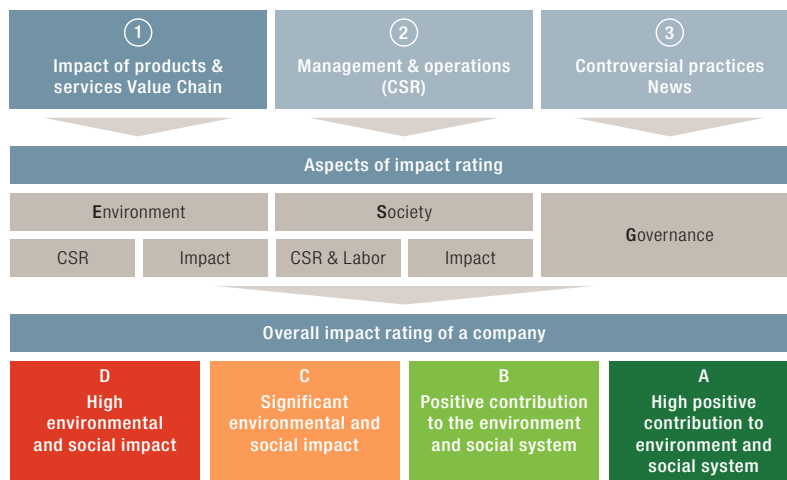 1
Impact of products &
services Value Chain
2
Management & operations
(CSR)
3
Controversial practices
News
Aspects of impact rating
Environment
Society
Governance
CSR
Impact
CSR & Labor
Impact
Overall impact rating of a company
D
High
environmental
and social impact
C
Significant
environmental and
social impact
B
Positive contribution
to the environment
and social system
A
High positive
contribution to
environment and
social system